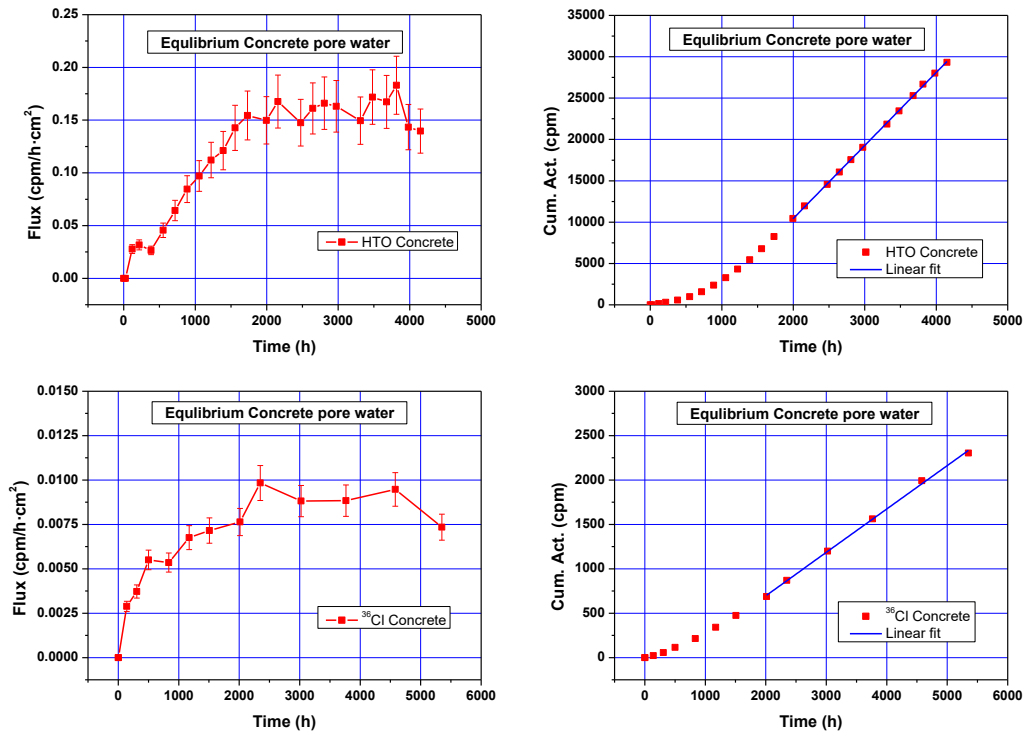 Equlibrium Concrete pore water
Flux (cpm/h·cm²)
0.25
0.20
0.15
0.10
0.05
0.00
HTO Concrete
0 1000 2000 3000 4000 5000
Time (h)
Equlibrium Concrete pore water
Cum. Act. (cpm)
35000
30000
25000
20000
15000
10000
5000
0
HTO Concrete
Linear fit
0 1000 2000 3000 4000 5000
Time (h)
Equlibrium Concrete pore water
Flux (cpm/h·cm²)
0.0150
0.0125
0.0100
0.0075
0.0050
0.0025
0.0000
³⁶Cl Concrete
0 1000 2000 3000 4000 5000 6000
Time (h)
Equlibrium Concrete pore water
Cum. Act. (cpm)
3000
2500
2000
1500
1000
500
0
³⁶Cl Concrete
Linear fit
0 1000 2000 3000 4000 5000 6000
Time (h)